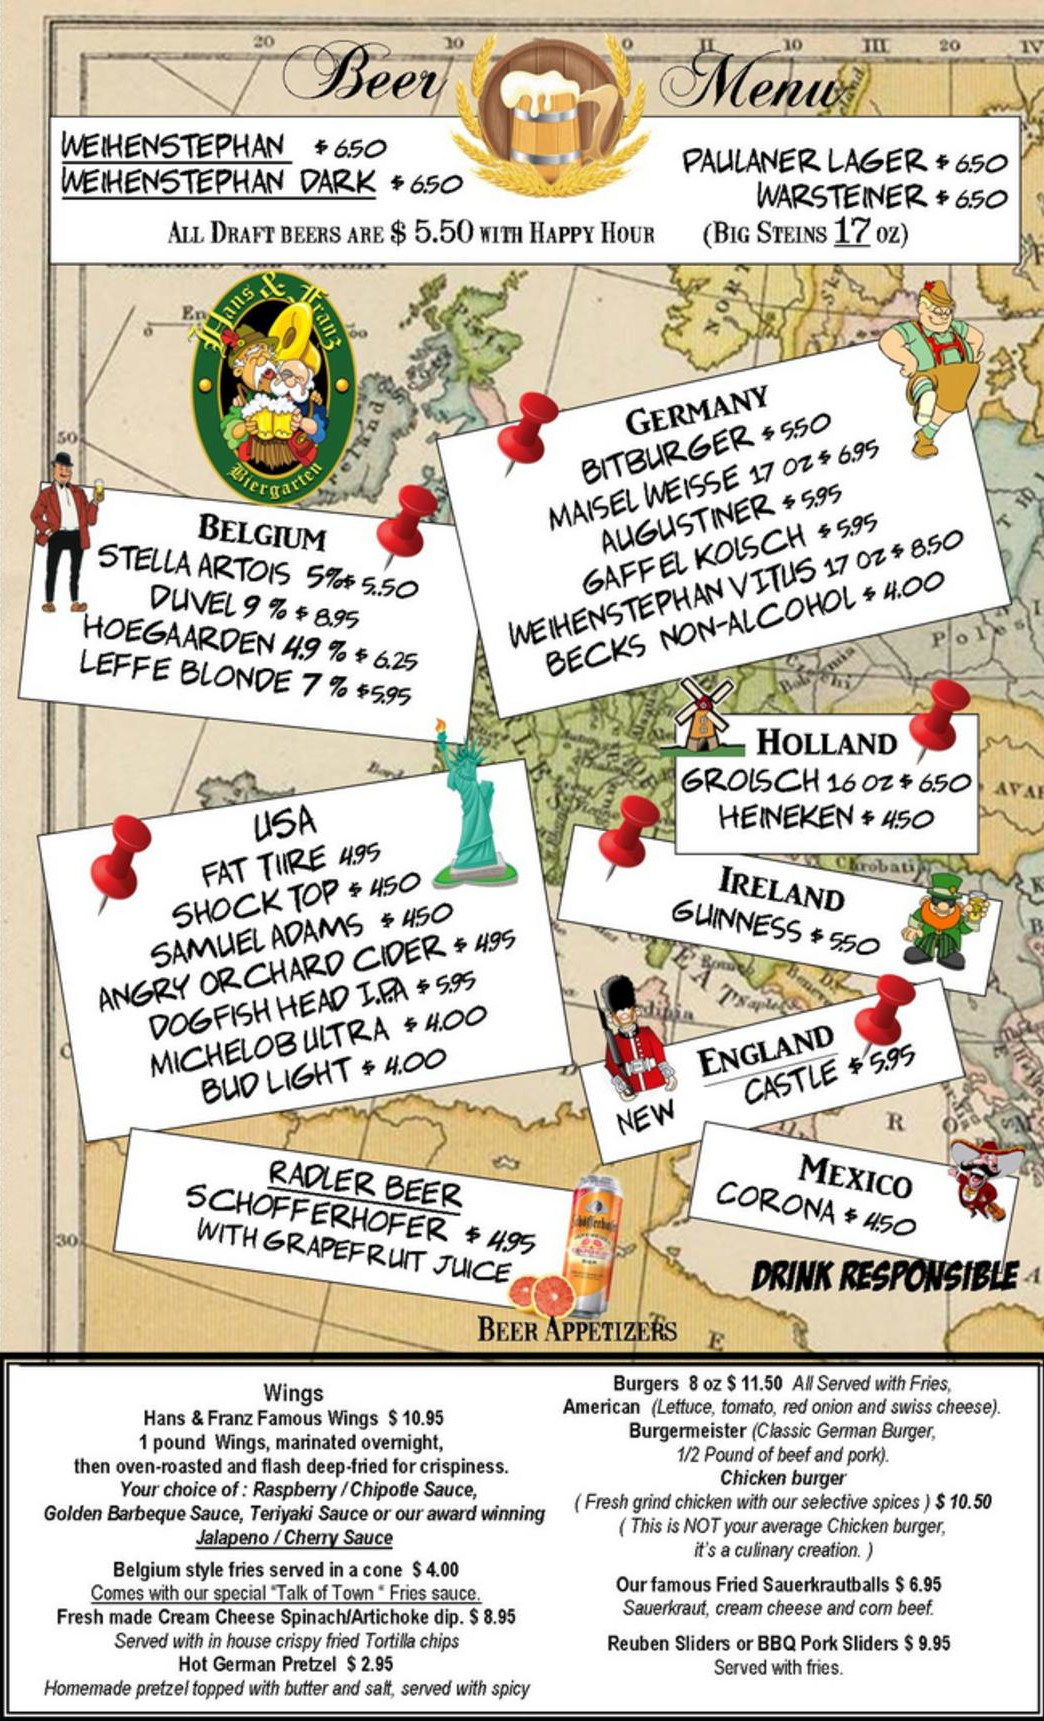 Beer Menu
WEIHENSTEPHAN $ 6.50
WEIHENSTEPHAN DARK $ 6.50
PAULANER LAGER $ 6.50
WARSTEINER $ 6.50
ALL DRAFT BEERS ARE $ 5.50 WITH HAPPY HOUR (BIG STEINS 17 OZ)
Hans & Franz
Biergarten
GERMANY
BITBURGER $ 5.50
MAISEL WEISSE 17 OZ $ 6.95
AUGUSTINER $ 5.95
GAFFEL KOLSCH $ 5.95
WEIHENSTEPHAN VITUS 17 OZ $ 8.50
BECKS NON-ALCOHOL $ 4.00
BELGIUM
STELLA ARTOIS 5% $ 5.50
DUVEL 9 % $ 8.95
HOEGAARDEN 4.9 % $ 6.25
LEFFE BLONDE 7 % $ 5.95
HOLLAND
GROLSCH 16 OZ $ 6.50
HEINEKEN $ 4.50
USA
FAT TIIRE 4.95
SHOCK TOP $ 4.50
SAMUEL ADAMS $ 4.50
ANGRY ORCHARD CIDER $ 4.95
DOGFISH HEAD I.P.A $ 5.95
MICHELOB ULTRA $ 4.00
BUD LIGHT $ 4.00
IRELAND
GUINNESS $ 5.50
ENGLAND
CASTLE $ 5.95
NEW
MEXICO
CORONA $ 4.50
RADLER BEER
SCHOFFERHOFER $ 4.95
WITH GRAPEFRUIT JUICE
DRINK RESPONSIBLE
BEER APPETIZERS
Wings
Hans & Franz Famous Wings $ 10.95
1 pound Wings, marinated overnight,
then oven-roasted and flash deep-fried for crispiness.
Your choice of : Raspberry / Chipotle Sauce,
Golden Barbeque Sauce, Teriyaki Sauce or our award winning
Jalapeno / Cherry Sauce
Belgium style fries served in a cone $ 4.00
Comes with our special "Talk of Town " Fries sauce.
Fresh made Cream Cheese Spinach/Artichoke dip. $ 8.95
Served with in house crispy fried Tortilla chips
Hot German Pretzel $ 2.95
Homemade pretzel topped with butter and salt, served with spicy
Burgers 8 oz $ 11.50 All Served with Fries,
American (Lettuce, tomato, red onion and swiss cheese).
Burgermeister (Classic German Burger,
1/2 Pound of beef and pork).
Chicken burger
( Fresh grind chicken with our selective spices ) $ 10.50
( This is NOT your average Chicken burger,
it's a culinary creation. )
Our famous Fried Sauerkrautballs $ 6.95
Sauerkraut, cream cheese and corn beef.
Reuben Sliders or BBQ Pork Sliders $ 9.95
Served with fries.